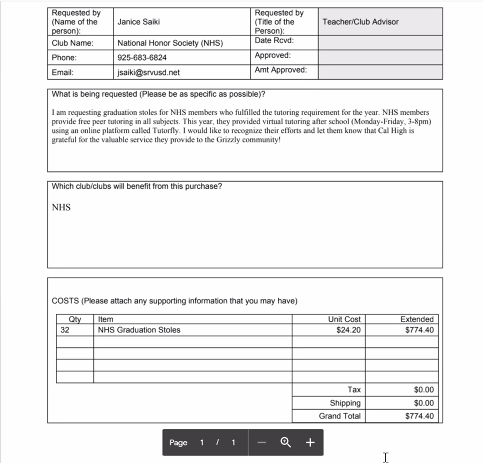 Requested by (Name of the person): Janice Saiki Requested by (Title of the Person): Teacher/Club Advisor
Club Name: National Honor Society (NHS) Date Rcvd:
Phone: 925-683-6824 Approved:
Email: jsaiki@srvusd.net Amt Approved:
What is being requested (Please be as specific as possible)?
I am requesting graduation stoles for NHS members who fulfilled the tutoring requirement for the year. NHS members
provide free peer tutoring in all subjects. This year, they provided virtual tutoring after school (Monday-Friday, 3-8pm)
using an online platform called Tutorfly. I would like to recognize their efforts and let them know that Cal High is
grateful for the valuable service they provide to the Grizzly community!
Which club/clubs will benefit from this purchase?
NHS
COSTS (Please attach any supporting information that you may have)
Qty Item Unit Cost Extended
32 NHS Graduation Stoles $24.20 $774.40
Tax $0.00
Shipping $0.00
Grand Total $774.40
Page 1 / 1